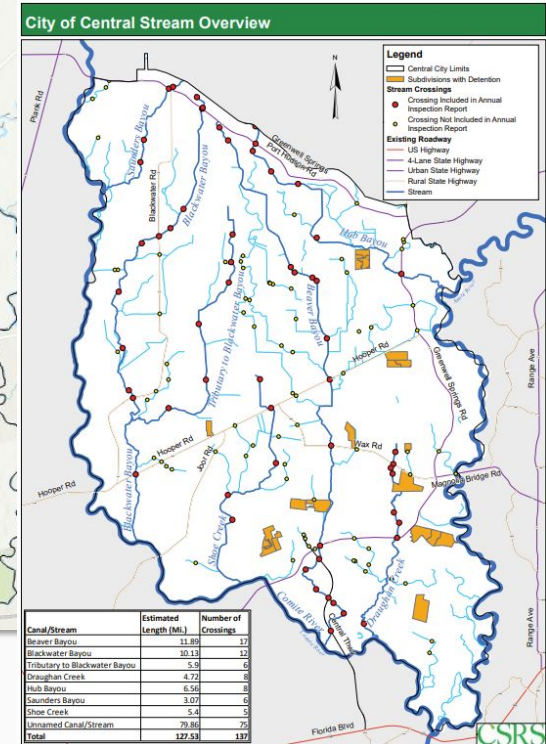 City of Central Stream Overview
Legend
Central City Limits
Subdivisions with Detention
Stream Crossings
Crossing Included in Annual
Inspection Report
Crossing Not Included in Annual
Inspection Report
Existing Roadway
US Highway
4-Lane State Highway
Urban State Highway
Rural State Highway
Stream
N
Plank Rd
Saunders Bayou
Blackwater Rd
Blackwater Bayou
Greenwell Springs
Port Hudson Rd
Hub Bayou
Tributary to Blackwater Bayou
Beaver Bayou
Hooper Rd
Greenwell Springs Rd
Range Ave
Hooper Rd
Joor Rd
Wax Rd
Magnolia Bridge Rd
Hooper Rd
Blackwater Bayou
Shoe Creek
Comite River
Central Thwy
Draughan Creek
Range Ave
Florida Blvd
Canal/Stream Estimated Length (Mi.) Number of Crossings
Beaver Bayou 11.89 17
Blackwater Bayou 10.13 12
Tributary to Blackwater Bayou 5.9 6
Draughan Creek 4.72 8
Hub Bayou 6.56 8
Saunders Bayou 3.07 6
Shoe Creek 5.4 5
Unnamed Canal/Stream 79.86 75
Total 127.53 137
CSRS